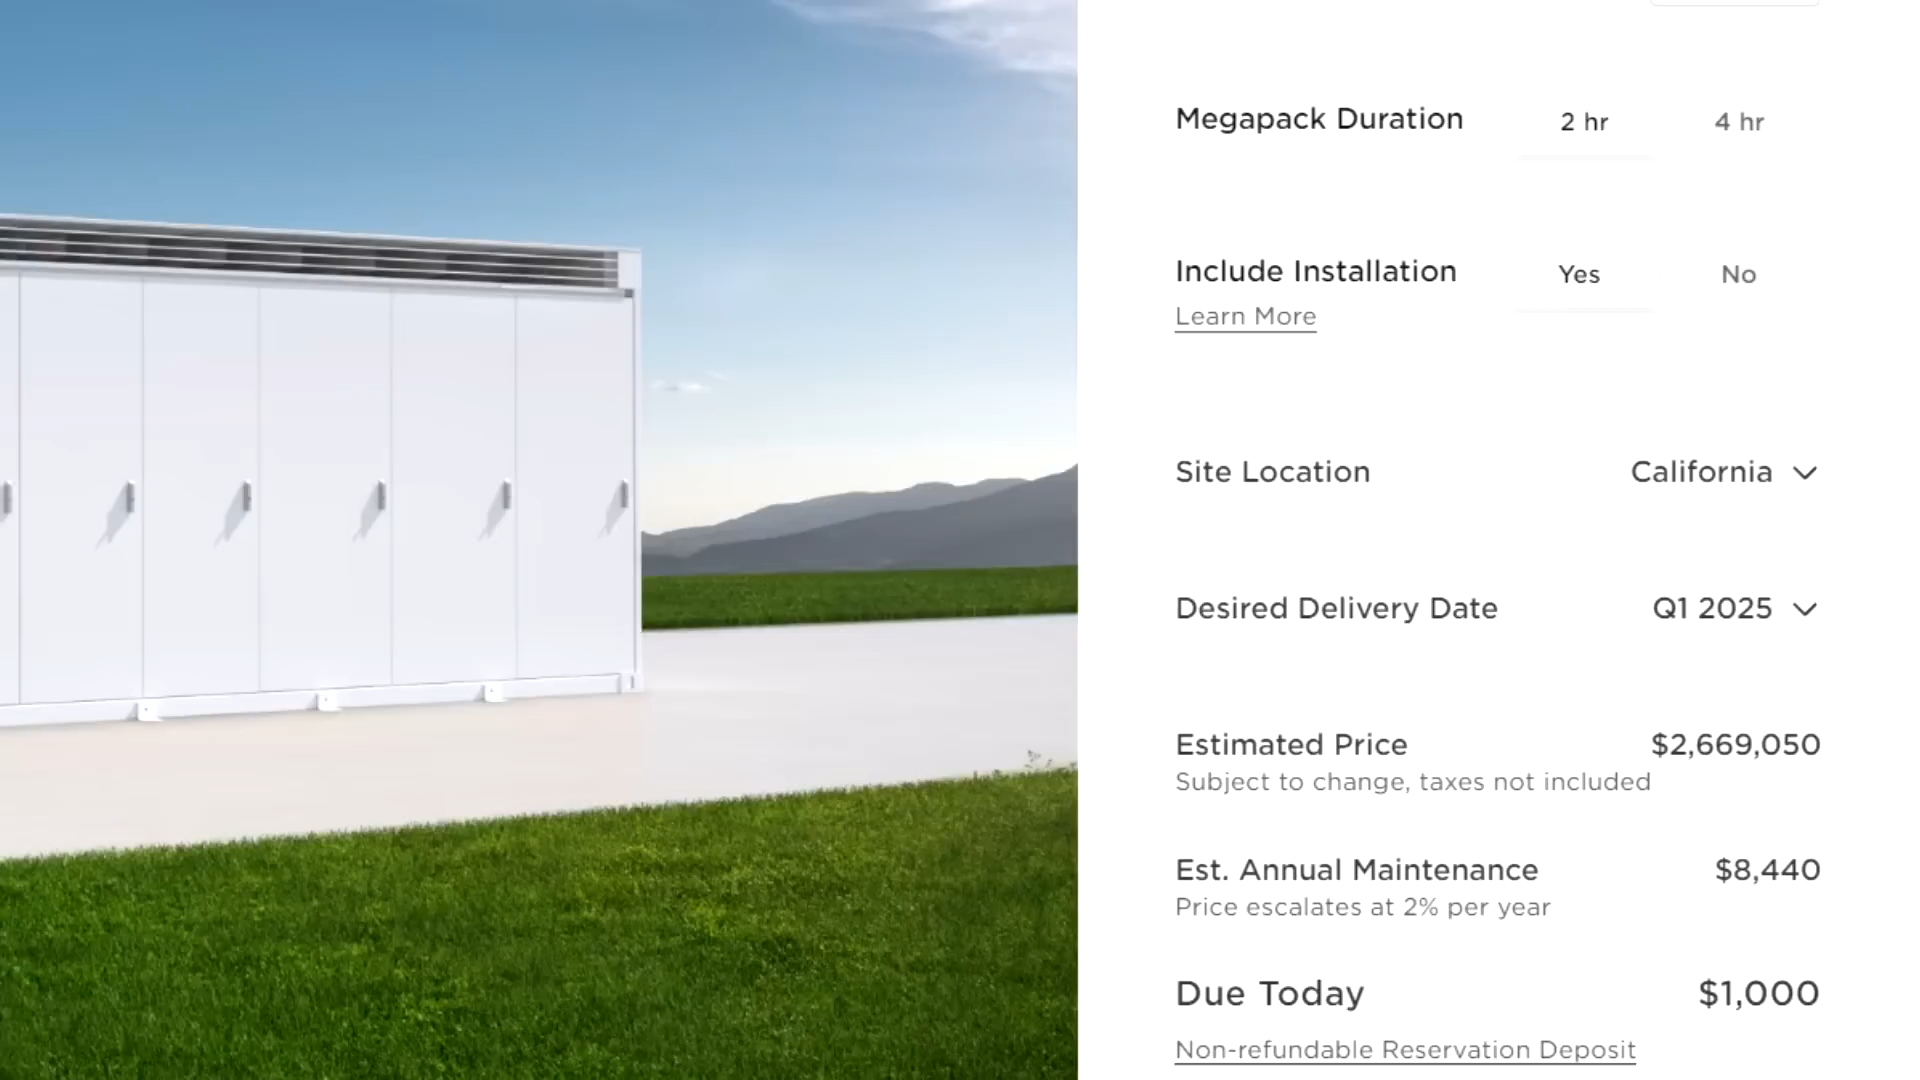 Megapack Duration 2 hr 4 hr
Include Installation Yes No
Learn More
Site Location California
Desired Delivery Date Q1 2025
Estimated Price $2,669,050
Subject to change, taxes not included
Est. Annual Maintenance $8,440
Price escalates at 2% per year
Due Today $1,000
Non-refundable Reservation Deposit